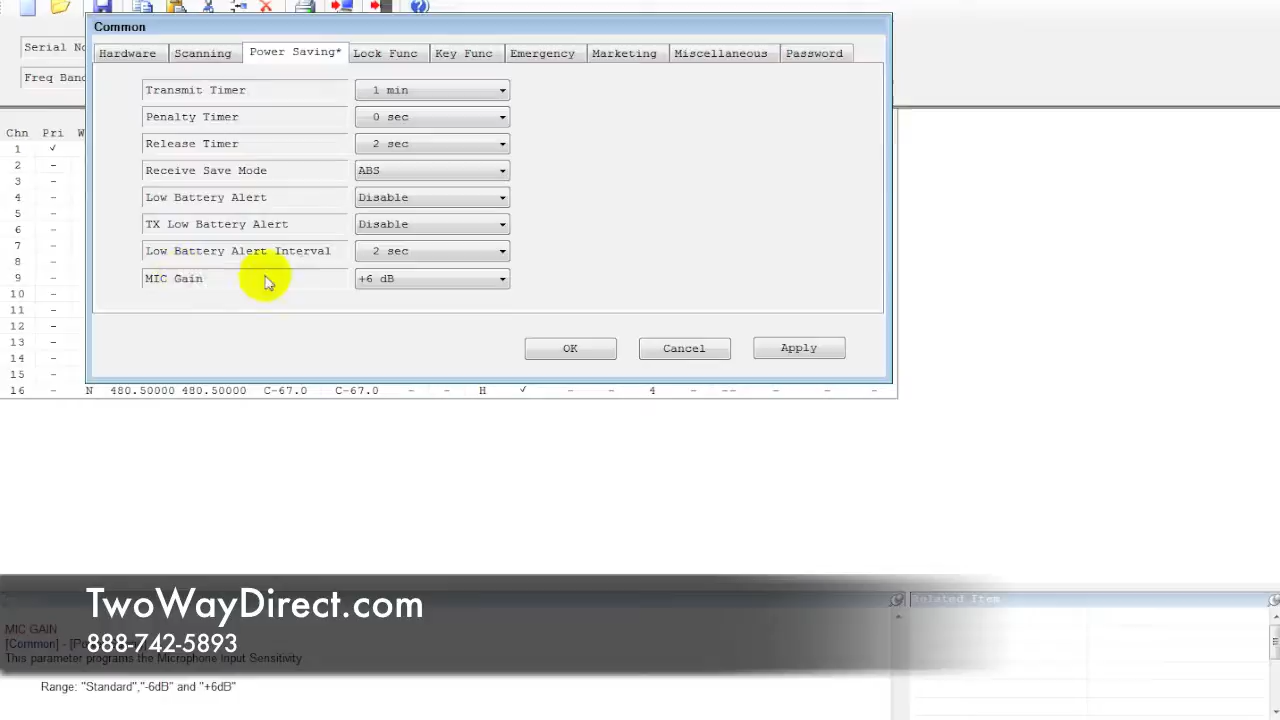 Common
Serial No
Freq Band
Hardware Scanning Power Saving* Lock Func Key Func Emergency Marketing Miscellaneous Password
Transmit Timer 1 min
Penalty Timer 0 sec
Release Timer 2 sec
Receive Save Mode ABS
Low Battery Alert Disable
TX Low Battery Alert Disable
Low Battery Alert Interval 2 sec
MIC Gain +6 dB
OK Cancel Apply
Chn Pri W
1 ✓
2 -
3 -
4 -
5 -
6 -
7 -
8 -
9 -
10 -
11 -
12 -
13 -
14 -
15 -
16 - N 480.50000 480.50000 C-67.0 C-67.0 - - H ✓ - - 4 - -- - - -
Related Item
TwoWayDirect.com
888-742-5893
MIC GAIN
[Common] - [Po
This parameter programs the Microphone Input Sensitivity
Range: "Standard","-6dB" and "+6dB"